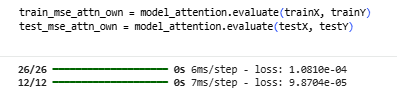 train_mse_attn_own = model_attention.evaluate(trainX, trainY)
test_mse_attn_own = model_attention.evaluate(testX, testY)
26/26 ━━━━━━━━━━━━━━━━━━━━ 0s 6ms/step - loss: 1.0810e-04
12/12 ━━━━━━━━━━━━━━━━━━━━ 0s 7ms/step - loss: 9.8704e-05